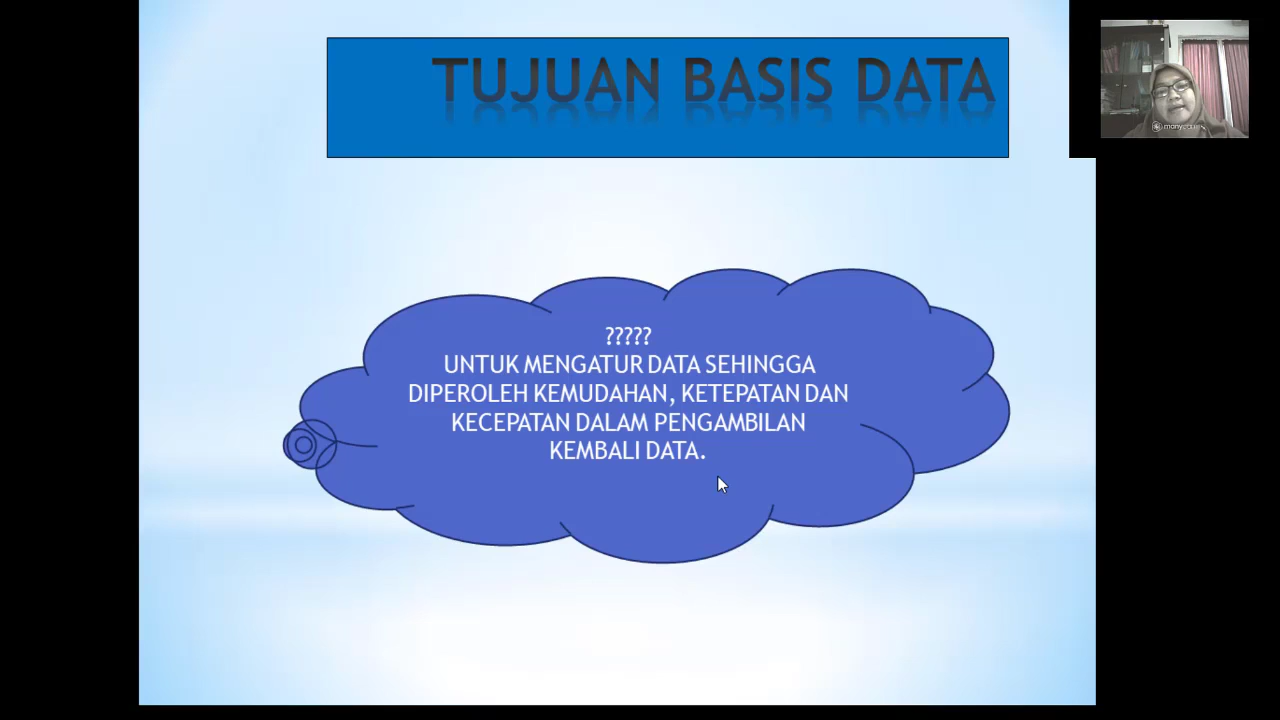 TUJUAN BASIS DATA
?????
UNTUK MENGATUR DATA SEHINGGA
DIPEROLEH KEMUDAHAN, KETEPATAN DAN
KECEPATAN DALAM PENGAMBILAN
KEMBALI DATA.